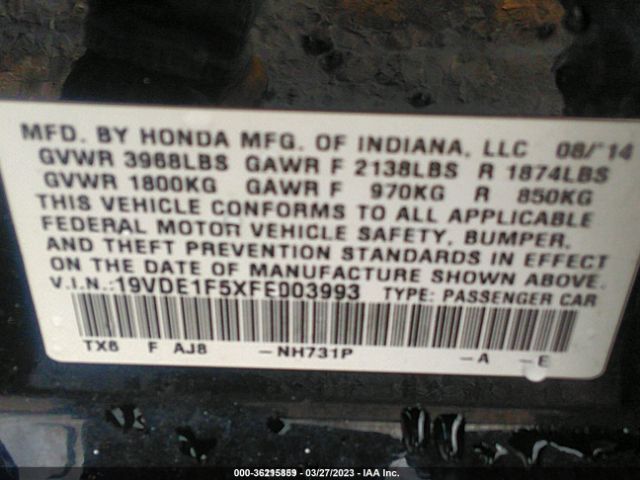 MFD. BY HONDA MFG. OF INDIANA, LLC 08/'14
GVWR 3968LBS GAWR F 2138LBS R 1874LBS
GVWR 1800KG GAWR F 970KG R 850KG
THIS VEHICLE CONFORMS TO ALL APPLICABLE
FEDERAL MOTOR VEHICLE SAFETY, BUMPER,
AND THEFT PREVENTION STANDARDS IN EFFECT
ON THE DATE OF MANUFACTURE SHOWN ABOVE.
V.I.N.:19VDE1F5XFE003993 TYPE: PASSENGER CAR
TX6 F AJ8 -NH731P -A -E
000-36295859 - 03/27/2023 - IAA Inc.